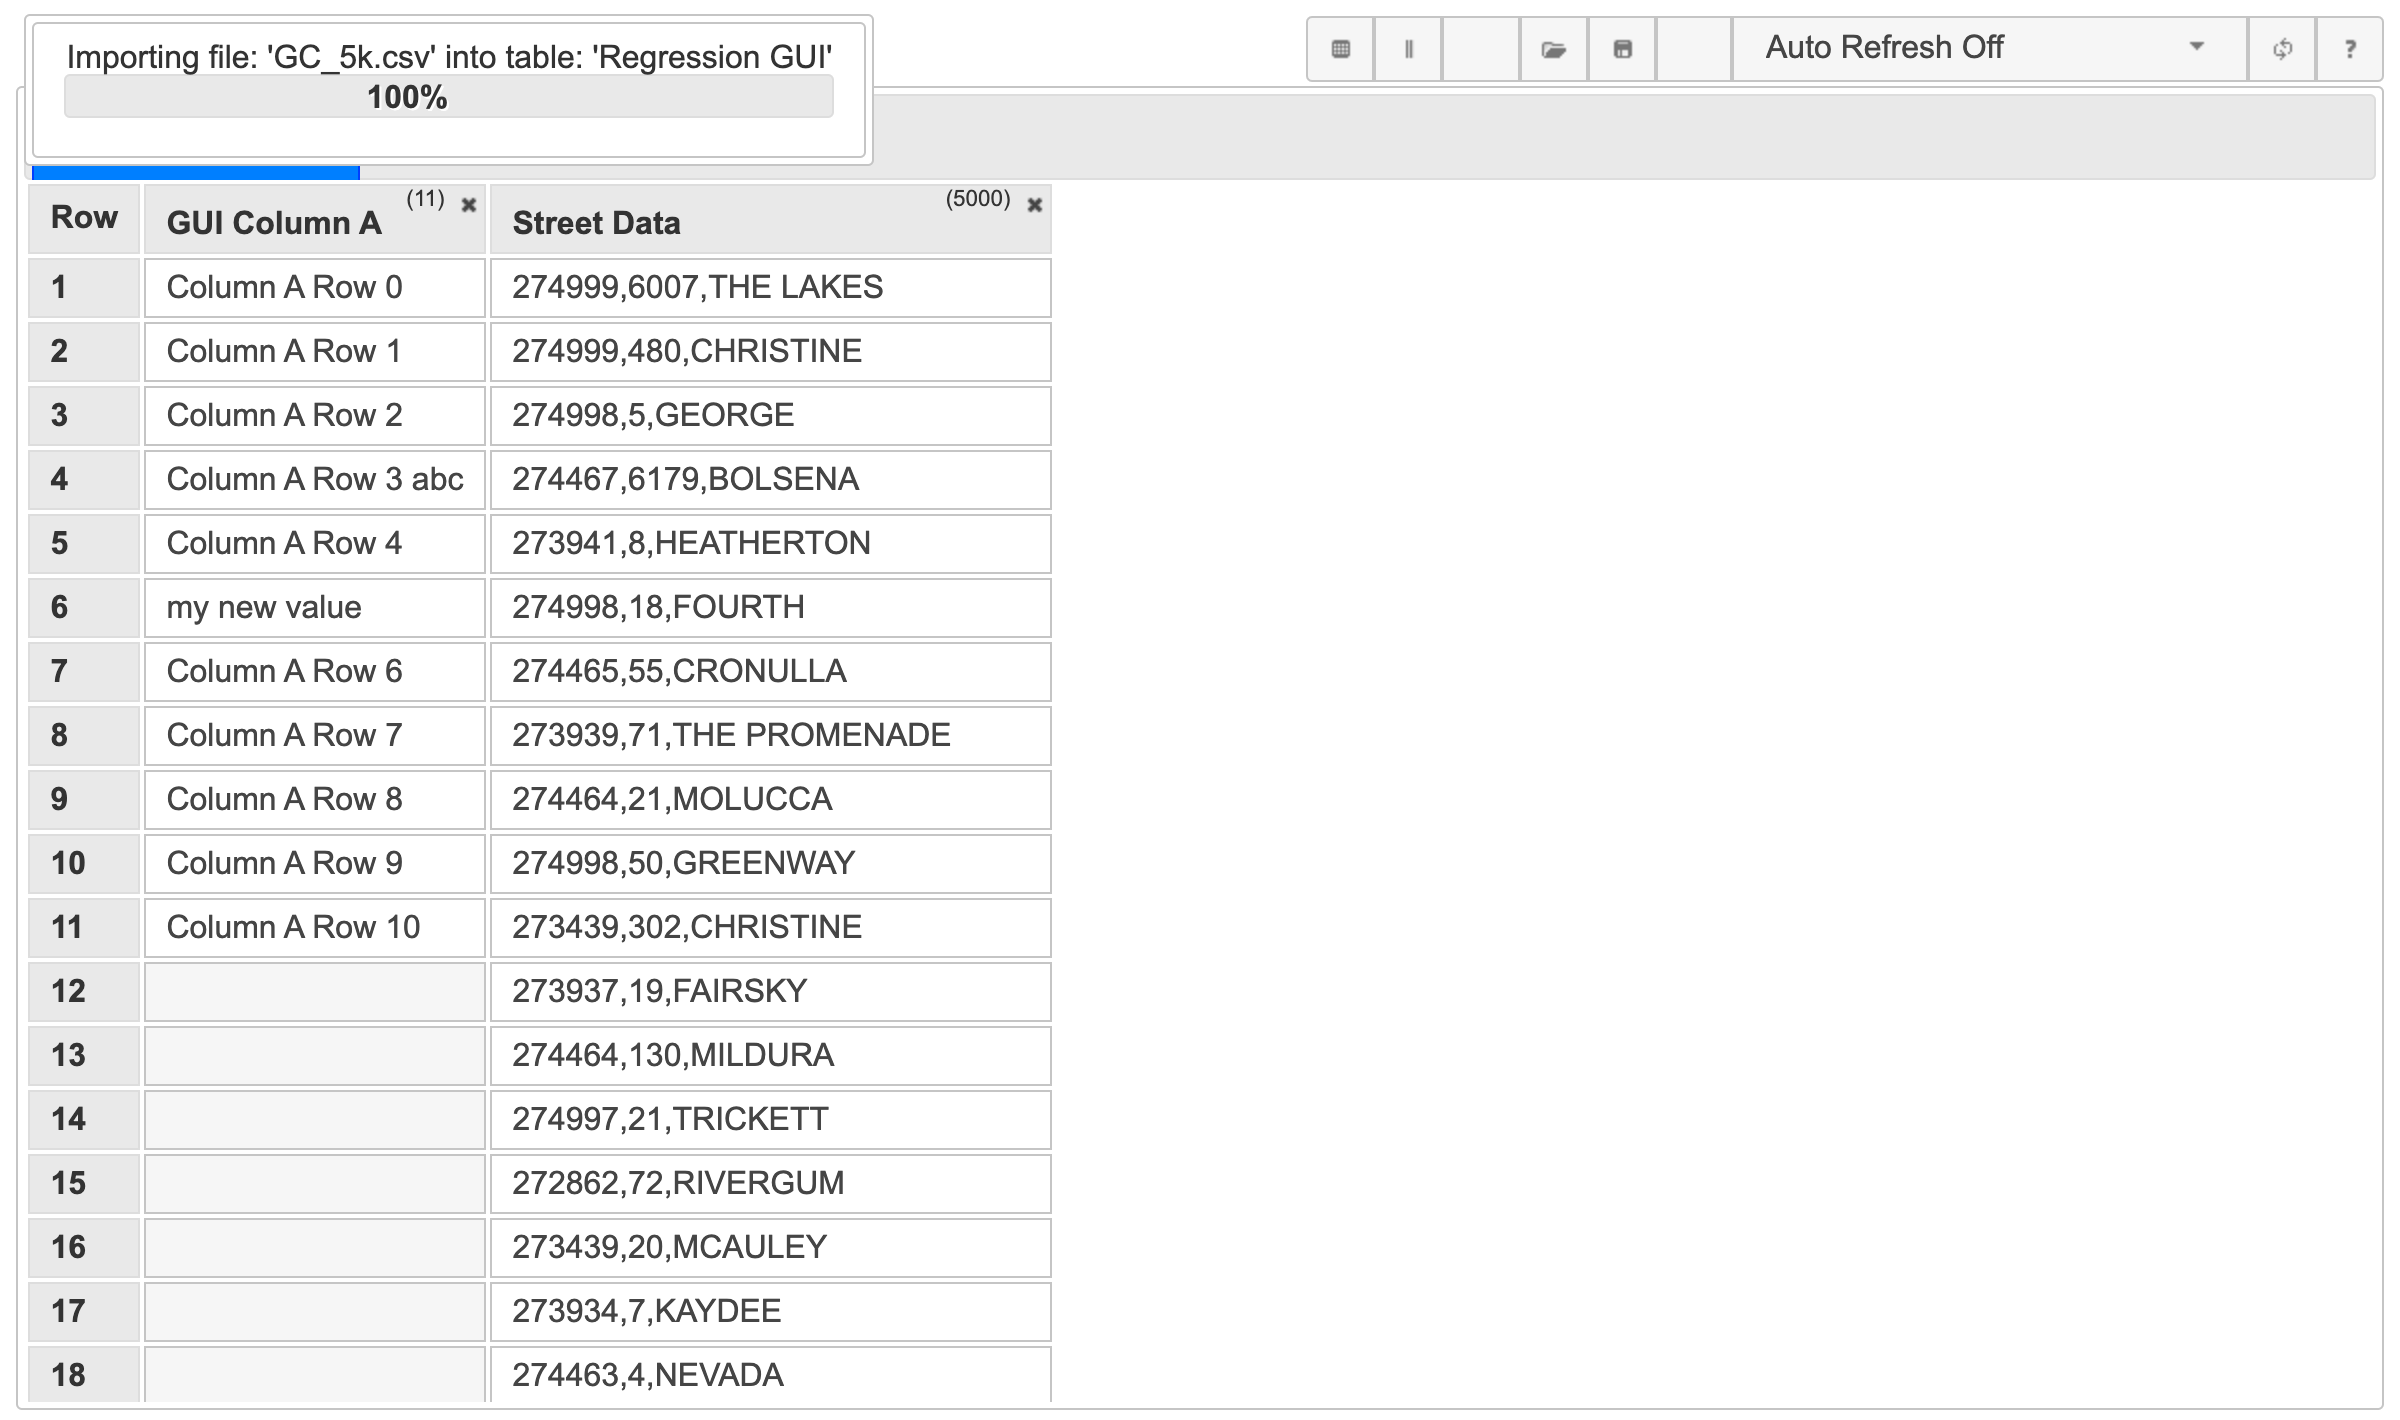 Importing file: 'GC_5k.csv' into table: 'Regression GUI'
100%
Auto Refresh Off
?
Row GUI Column A (11) Street Data (5000)
1 Column A Row 0 274999,6007,THE LAKES
2 Column A Row 1 274999,480,CHRISTINE
3 Column A Row 2 274998,5,GEORGE
4 Column A Row 3 abc 274467,6179,BOLSENA
5 Column A Row 4 273941,8,HEATHERTON
6 my new value 274998,18,FOURTH
7 Column A Row 6 274465,55,CRONULLA
8 Column A Row 7 273939,71,THE PROMENADE
9 Column A Row 8 274464,21,MOLUCCA
10 Column A Row 9 274998,50,GREENWAY
11 Column A Row 10 273439,302,CHRISTINE
12 273937,19,FAIRSKY
13 274464,130,MILDURA
14 274997,21,TRICKETT
15 272862,72,RIVERGUM
16 273439,20,MCAULEY
17 273934,7,KAYDEE
18 274463,4,NEVADA